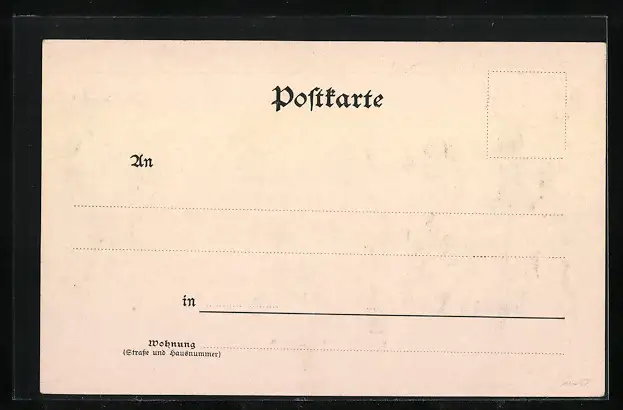 Postkarte
An
in
Wohnung
(Straße und Hausnummer)